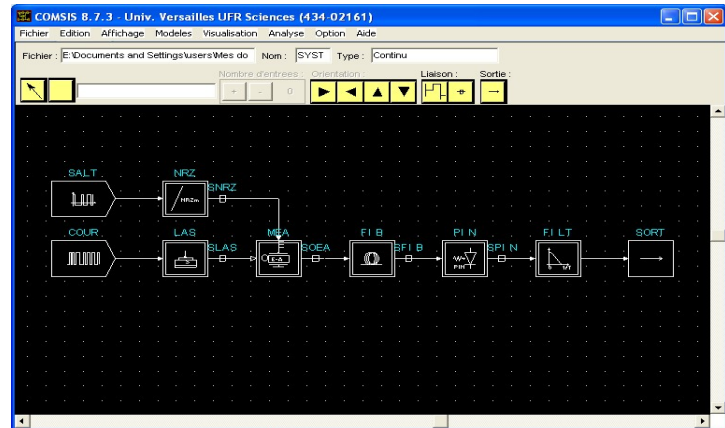 COMSIS 8.7.3 - Univ. Versailles UFR Sciences (434-02161)
Fichier Edition Affichage Modeles Visualisation Analyse Option Aide
Fichier : E:\Documents and Settings\users\Mes do Nom : SYST Type : Continu
Nombre d'entrees : Orientation : Liaison : Sortie :
+ - 0
SALT NRZ
SNRZ
NRZm
COUR LAS MEA FIB PIN FILT SORT
SLAS SOEA SFIB SPIN
E-A PIN 1/T